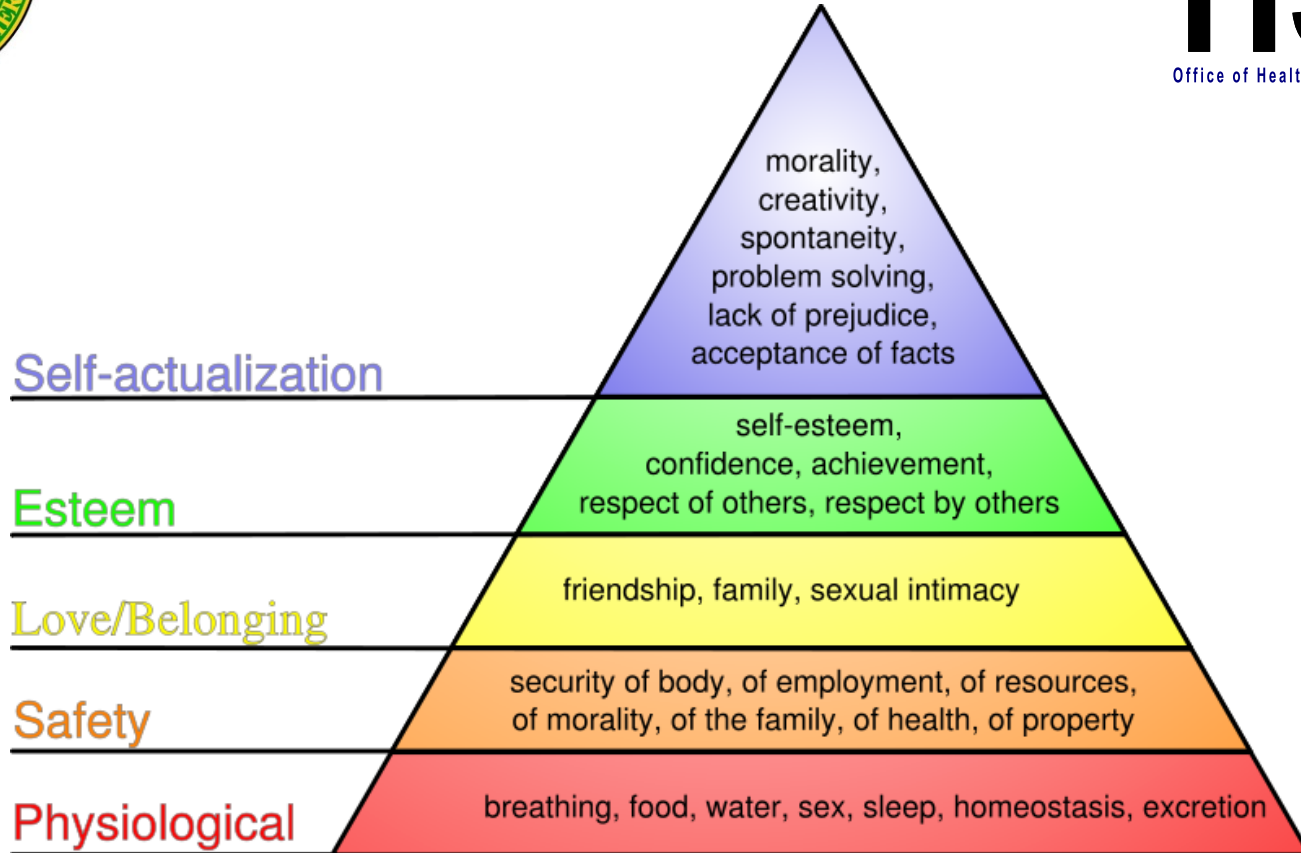 Office of Healt
morality,
creativity,
spontaneity,
problem solving,
lack of prejudice,
acceptance of facts
Self-actualization
self-esteem,
confidence, achievement,
respect of others, respect by others
Esteem
friendship, family, sexual intimacy
Love/Belonging
security of body, of employment, of resources,
of morality, of the family, of health, of property
Safety
breathing, food, water, sex, sleep, homeostasis, excretion
Physiological